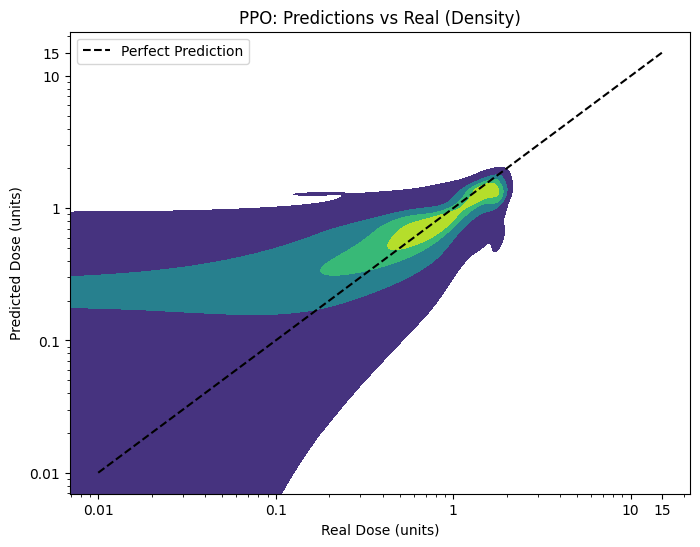 PPO: Predictions vs Real (Density)
Perfect Prediction
Predicted Dose (units)
15
10
1
0.1
0.01
0.01
0.1
1
10
15
Real Dose (units)